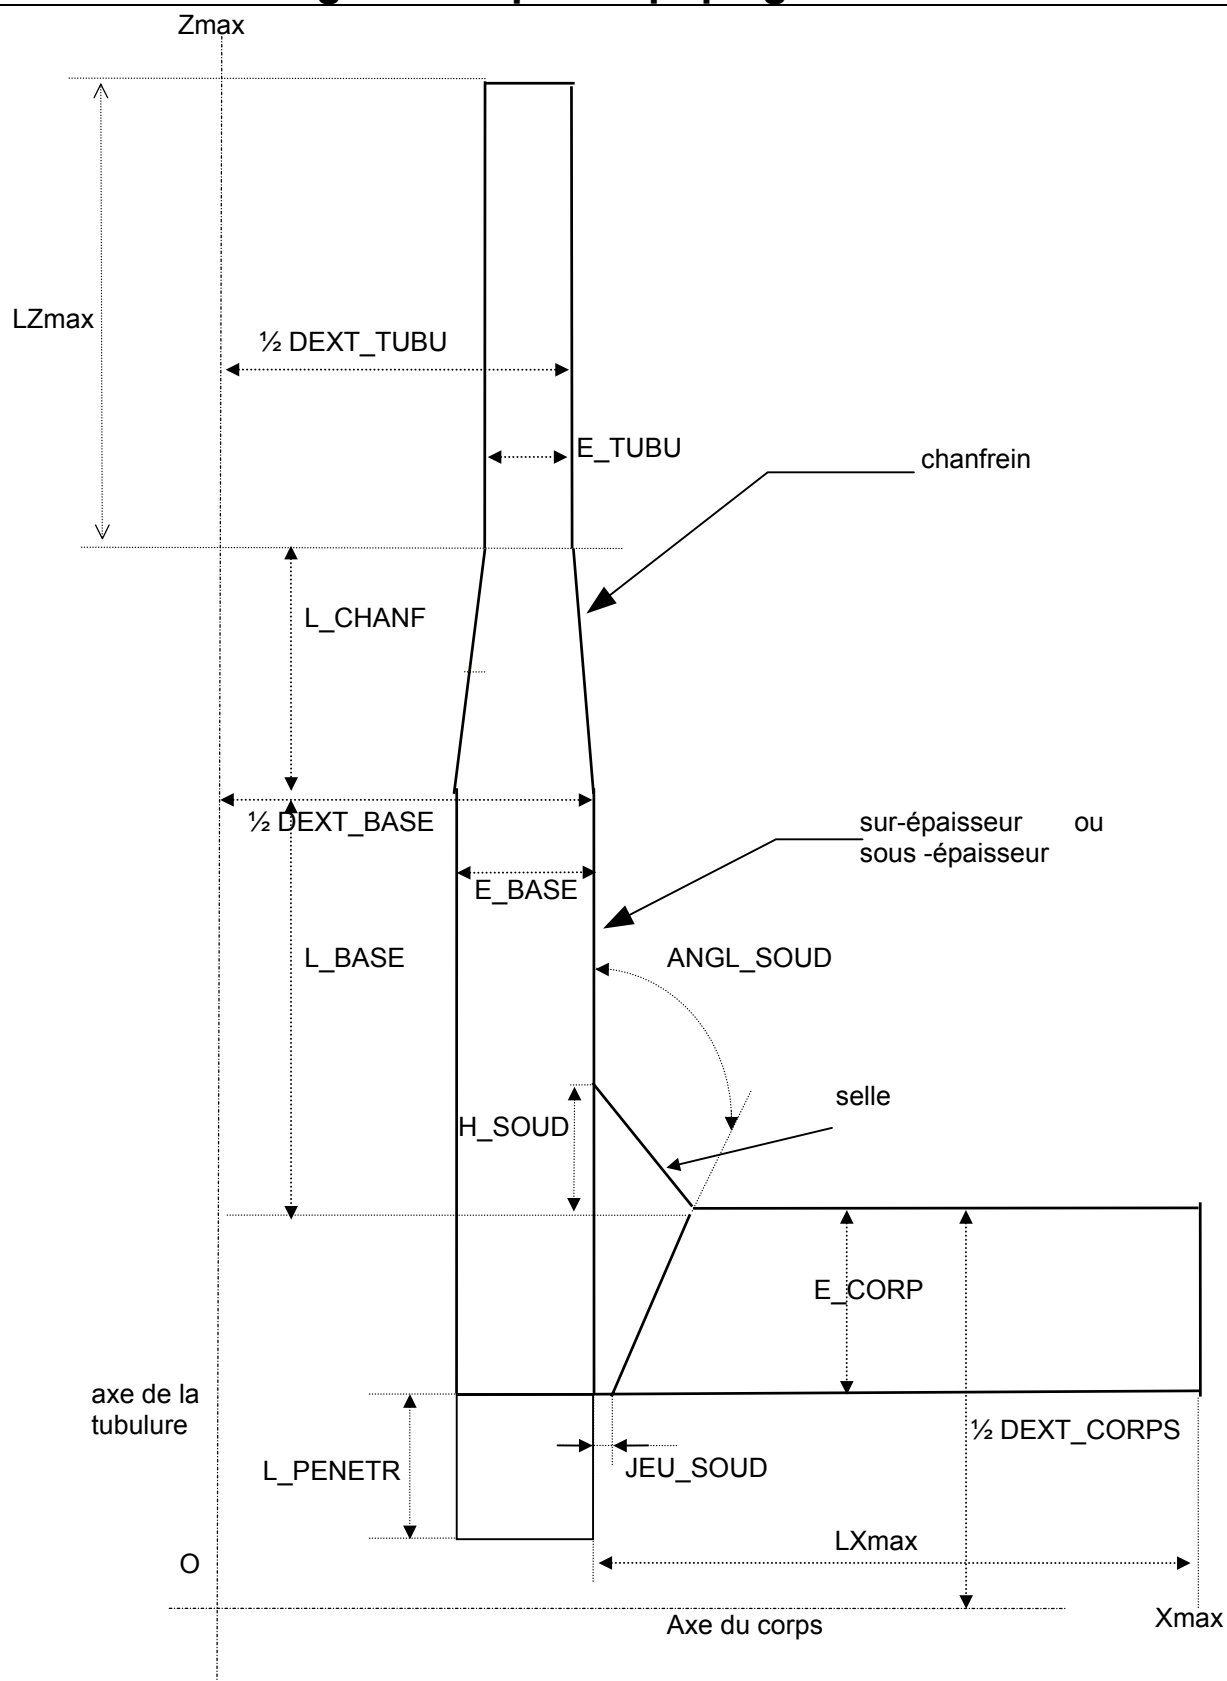 Zmax
LZmax
½ DEXT_TUBU
E_TUBU
chanfrein
L_CHANF
½ DEXT_BASE
sur-épaisseur ou
sous -épaisseur
E_BASE
L_BASE
ANGL_SOUD
selle
H_SOUD
E_CORP
axe de la
tubulure
½ DEXT_CORPS
L_PENETR
JEU_SOUD
LXmax
O
Xmax
Axe du corps